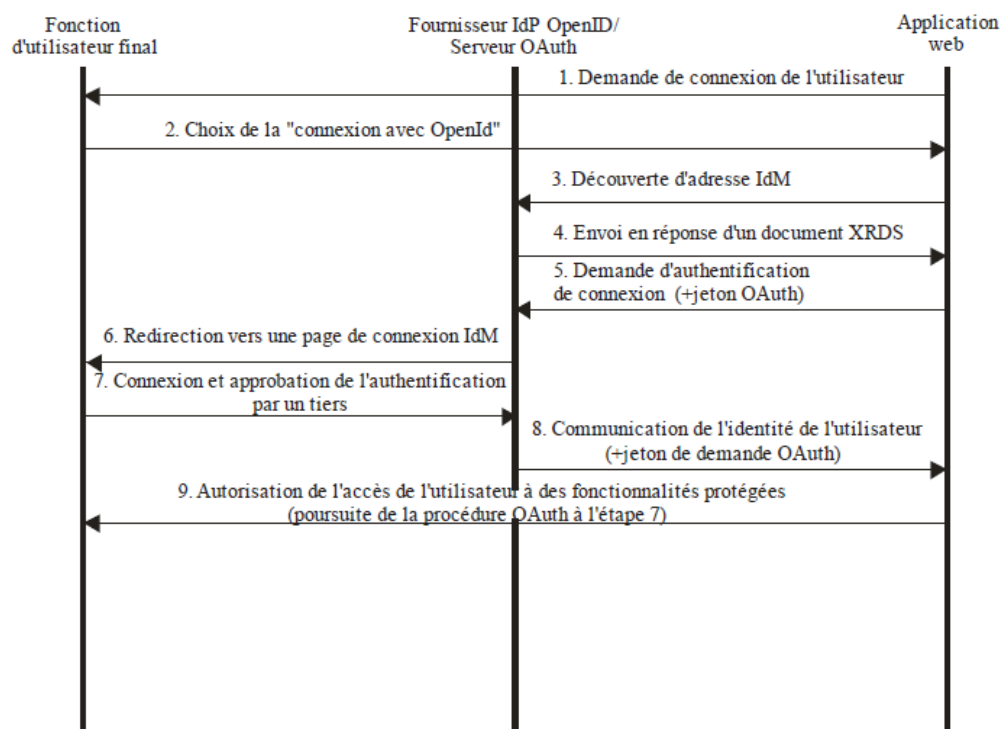 Fonction
d'utilisateur final
Fournisseur IdP OpenID/
Serveur OAuth
Application
web
1. Demande de connexion de l'utilisateur
2. Choix de la "connexion avec OpenId"
3. Découverte d'adresse IdM
4. Envoi en réponse d'un document XRDS
5. Demande d'authentification
de connexion (+jeton OAuth)
6. Redirection vers une page de connexion IdM
7. Connexion et approbation de l'authentification
par un tiers
8. Communication de l'identité de l'utilisateur
(+jeton de demande OAuth)
9. Autorisation de l'accès de l'utilisateur à des fonctionnalités protégées
(poursuite de la procédure OAuth à l'étape 7)